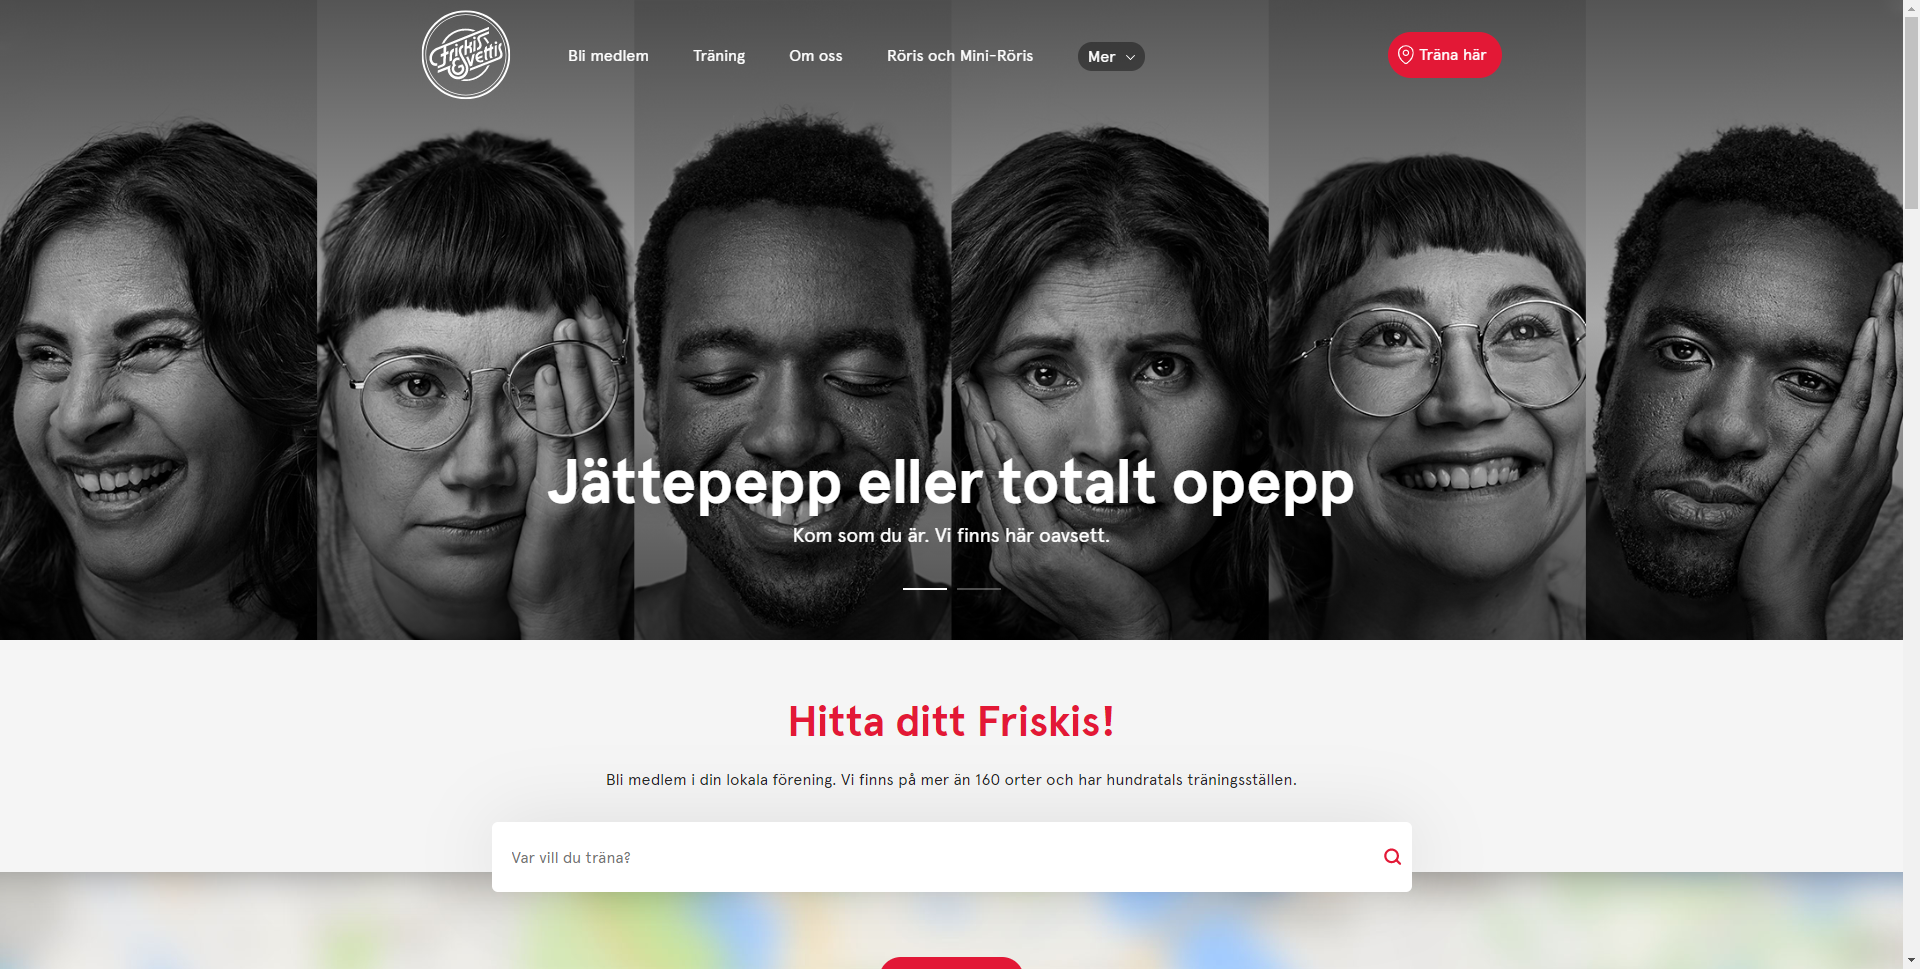 Friskis
&Svettis
Bli medlem
Träning
Om oss
Röris och Mini-Röris
Mer
Träna här
Jättepepp eller totalt opepp
Kom som du är. Vi finns här oavsett.
Hitta ditt Friskis!
Bli medlem i din lokala förening. Vi finns på mer än 160 orter och har hundratals träningsställen.
Var vill du träna?